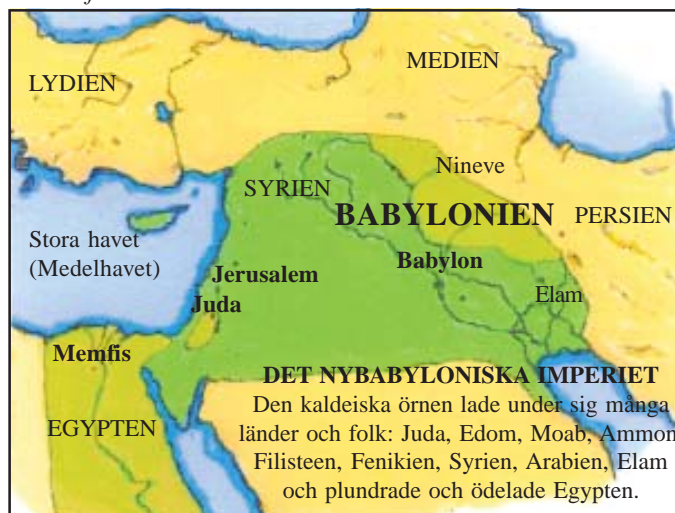 MEDIEN
LYDIEN
Nineve
SYRIEN
BABYLONIEN
PERSIEN
Stora havet
(Medelhavet)
Babylon
Jerusalem
Elam
Juda
Memfis
DET NYBABYLONISKA IMPERIET
Den kaldeiska örnen lade under sig många
EGYPTEN
länder och folk: Juda, Edom, Moab, Ammon
Filisteen, Fenikien, Syrien, Arabien, Elam
och plundrade och ödelade Egypten.